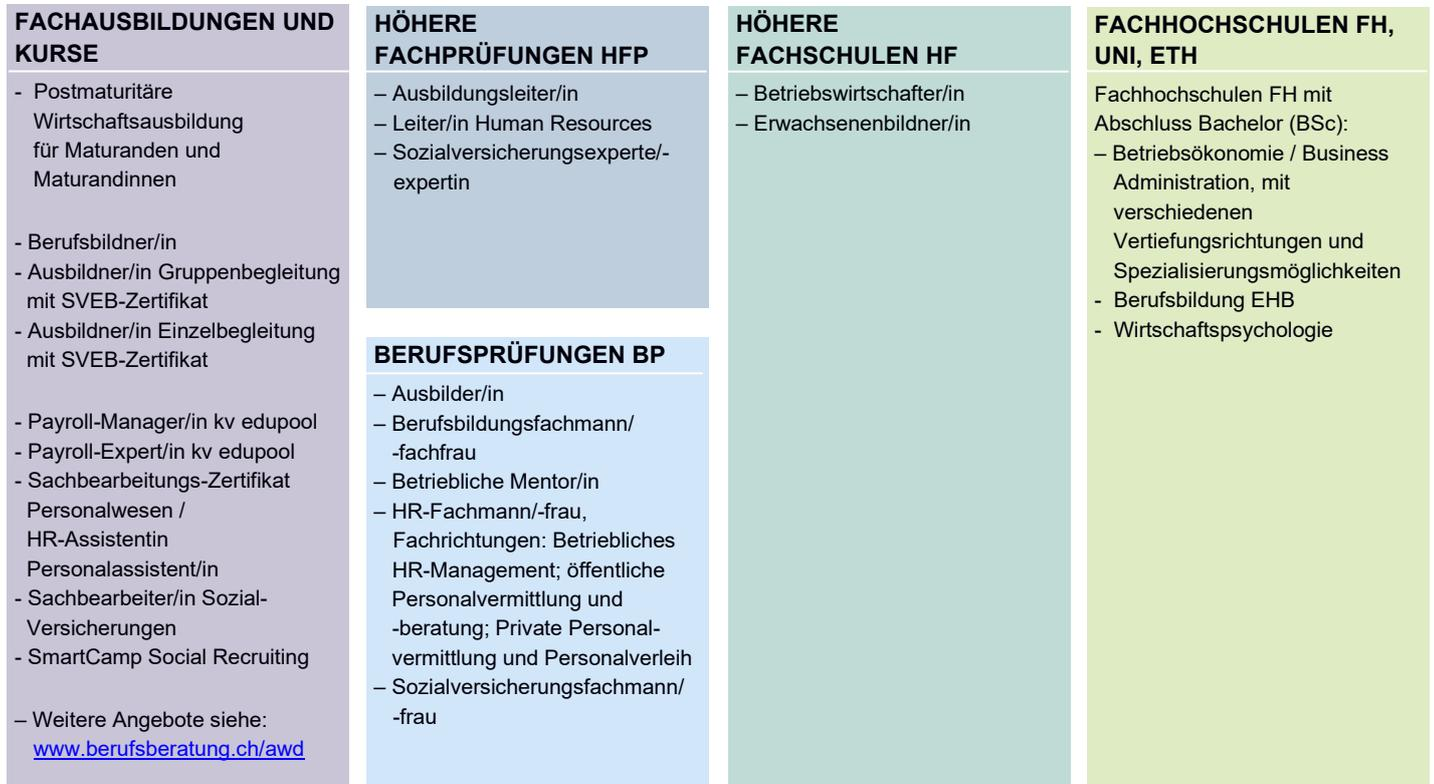 FACHAUSBILDUNGEN UND
KURSE
- Postmaturitäre
Wirtschaftsausbildung
für Maturanden und
Maturandinnen
- Berufsbildner/in
- Ausbildner/in Gruppenbegleitung
mit SVEB-Zertifikat
- Ausbildner/in Einzelbegleitung
mit SVEB-Zertifikat
- Payroll-Manager/in kv edupool
- Payroll-Expert/in kv edupool
- Sachbearbeitungs-Zertifikat
Personalwesen /
HR-Assistentin
Personalassistent/in
- Sachbearbeiter/in Sozial-
Versicherungen
- SmartCamp Social Recruiting
– Weitere Angebote siehe:
www.berufsberatung.ch/awd
HÖHERE
FACHPRÜFUNGEN HFP
– Ausbildungsleiter/in
– Leiter/in Human Resources
– Sozialversicherungsexperte/-
expertin
BERUFSPRÜFUNGEN BP
– Ausbilder/in
– Berufsbildungsfachmann/
-fachfrau
– Betriebliche Mentor/in
– HR-Fachmann/-frau,
Fachrichtungen: Betriebliches
HR-Management; öffentliche
Personalvermittlung und
-beratung; Private Personal-
vermittlung und Personalverleih
– Sozialversicherungsfachmann/
-frau
HÖHERE
FACHSCHULEN HF
– Betriebswirtschafter/in
– Erwachsenenbildner/in
FACHHOCHSCHULEN FH,
UNI, ETH
Fachhochschulen FH mit
Abschluss Bachelor (BSc):
– Betriebsökonomie / Business
Administration, mit
verschiedenen
Vertiefungsrichtungen und
Spezialisierungsmöglichkeiten
- Berufsbildung EHB
- Wirtschaftspsychologie